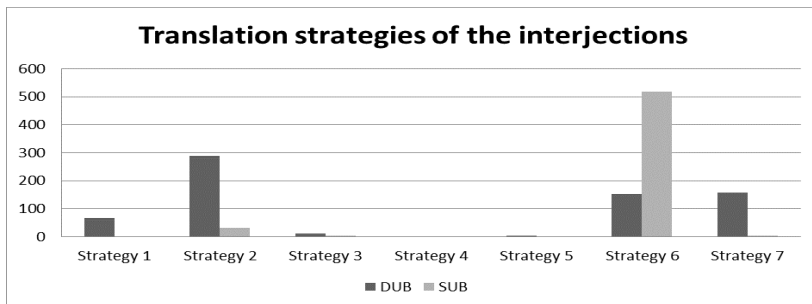 Translation strategies of the interjections
600
500
400
300
200
100
0
Strategy 1 Strategy 2 Strategy 3 Strategy 4 Strategy 5 Strategy 6 Strategy 7
DUB SUB